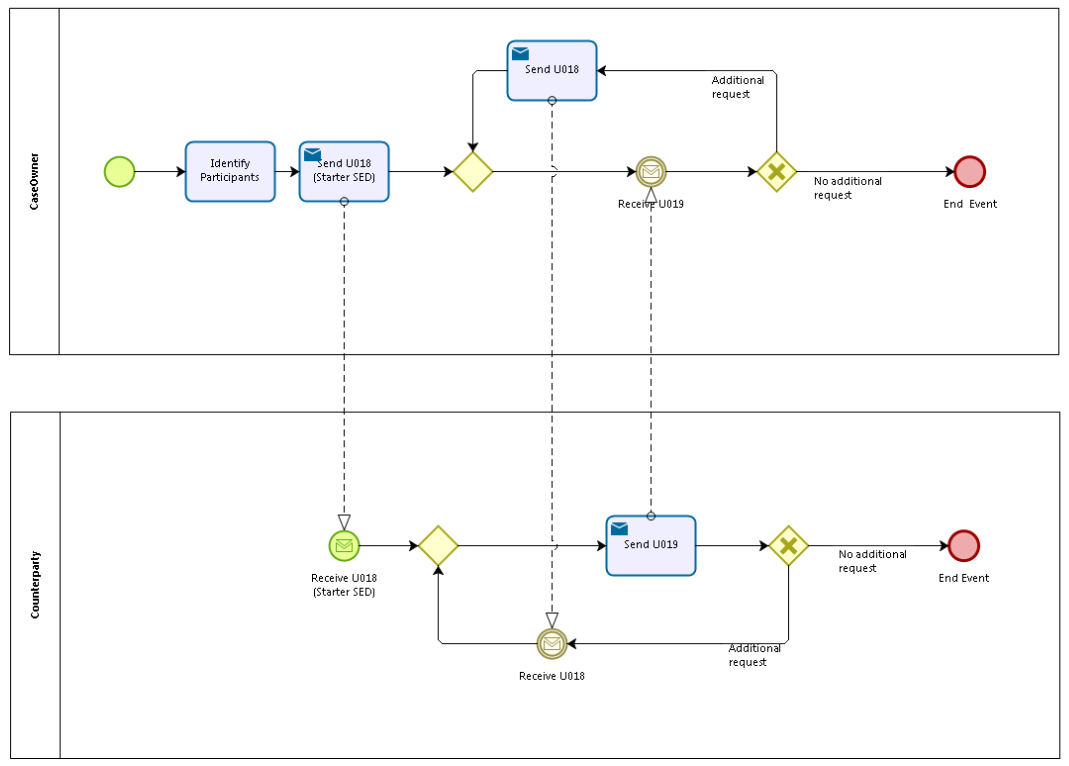 CaseOwner
Send U018
Additional
request
Identify
Participants
Send U018
(Starter SED)
Receive U019
No additional
request
End  Event
Counterparty
Receive U018
(Starter SED)
Send U019
No additional
request
End Event
Additional
request
Receive U018